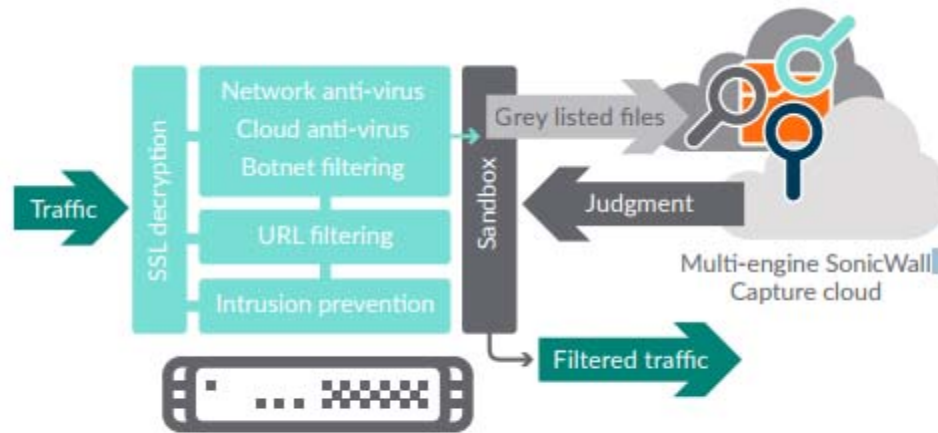 Traffic
SSL decryption
Network anti-virus
Cloud anti-virus
Botnet filtering
URL filtering
Intrusion prevention
Sandbox
Grey listed files
Judgment
Multi-engine SonicWall
Capture cloud
Filtered traffic